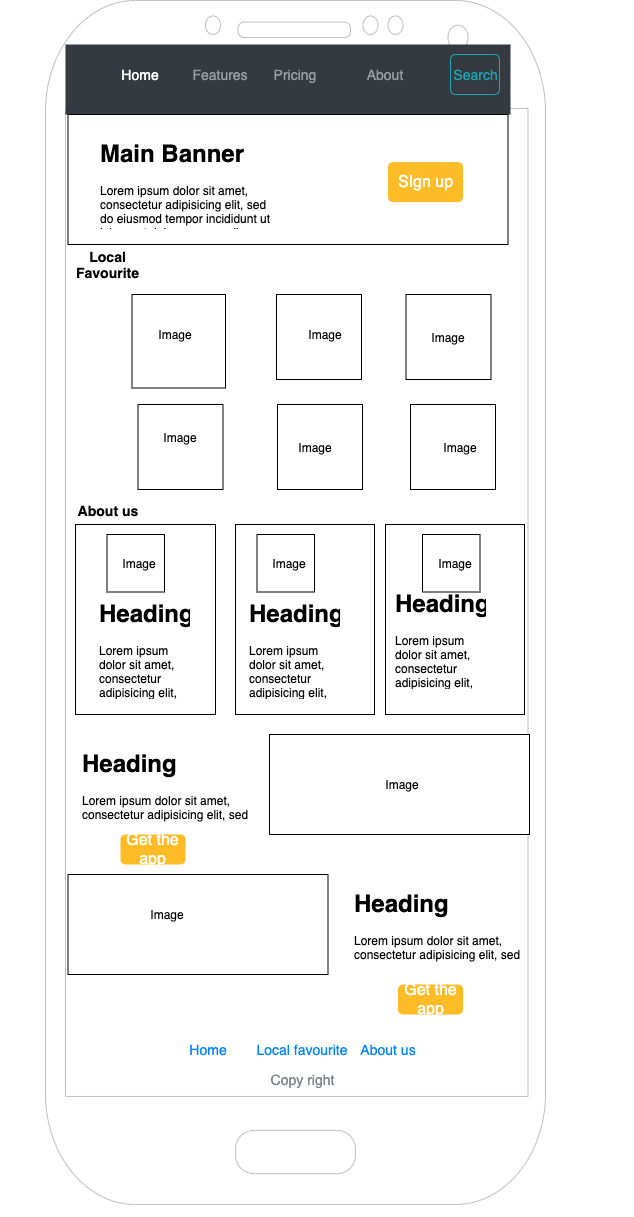 Home Features Pricing About Search
Main Banner
Lorem ipsum dolor sit amet,
consectetur adipisicing elit, sed
do eiusmod tempor incididunt ut
SIgn up
Local
Favourite
Image Image Image
Image Image Image
About us
Image
Heading
Lorem ipsum
dolor sit amet,
consectetur
adipisicing elit,
Image
Heading
Lorem ipsum
dolor sit amet,
consectetur
adipisicing elit,
Image
Heading
Lorem ipsum
dolor sit amet,
consectetur
adipisicing elit,
Heading
Lorem ipsum dolor sit amet,
consectetur adipisicing elit, sed
Get the
app
Image
Image
Heading
Lorem ipsum dolor sit amet,
consectetur adipisicing elit, sed
Get the
app
Home Local favourite About us
Copy right